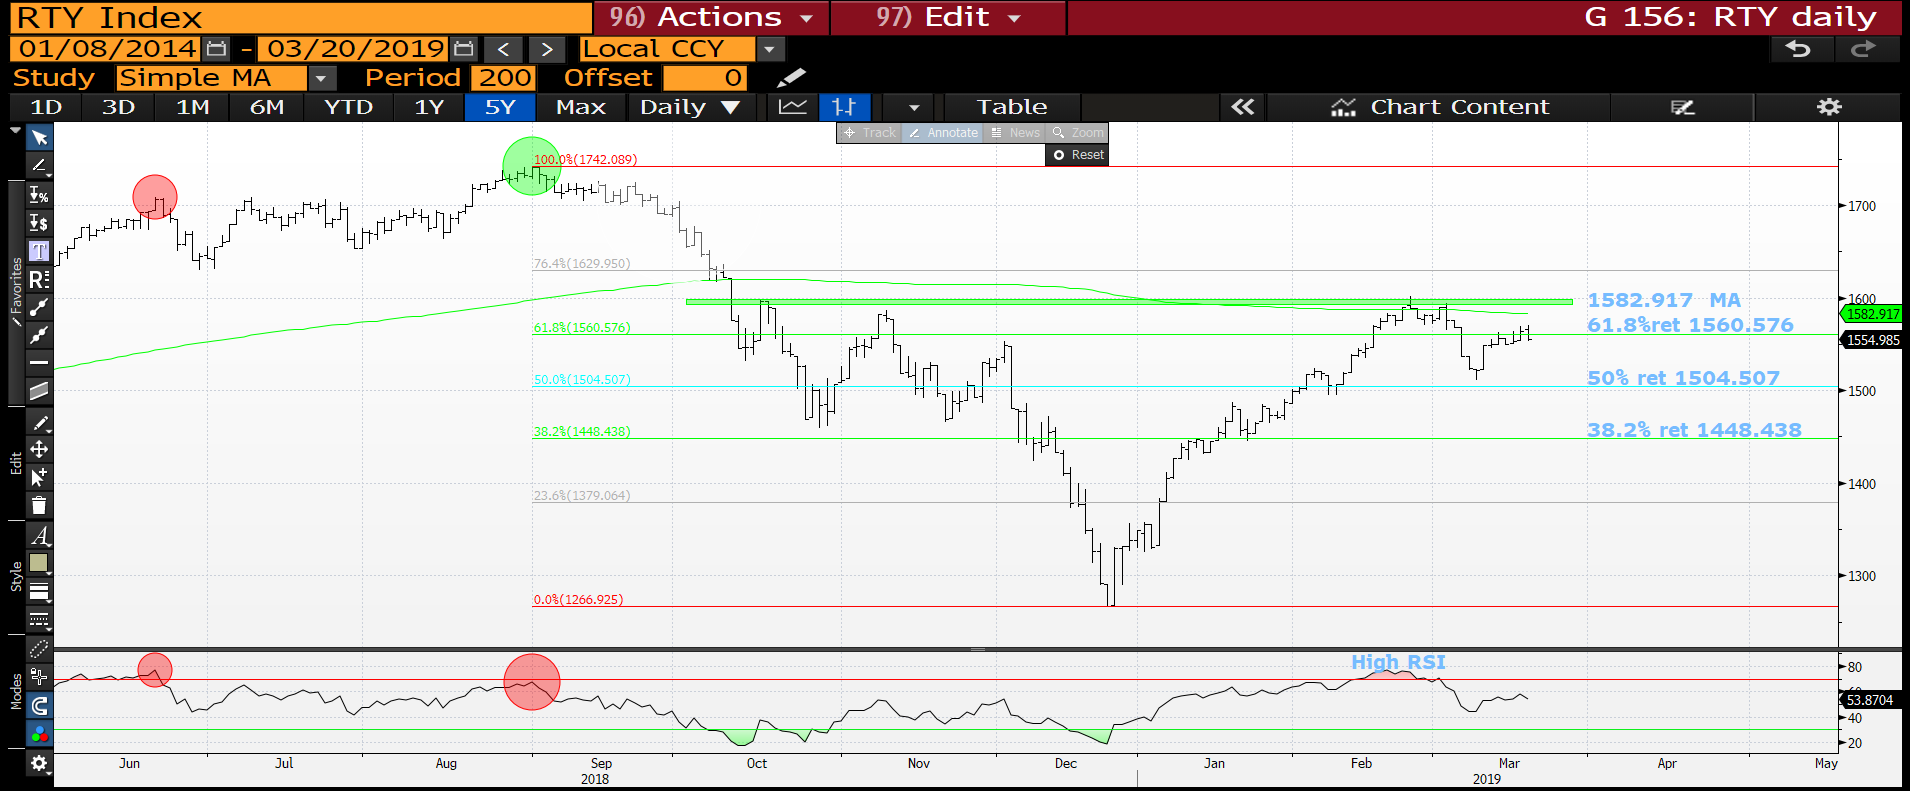 RTY Index 96) Actions 97) Edit G 156: RTY daily
01/08/2014 - 03/20/2019 < > Local CCY
Study Simple MA Period 200 Offset 0
1D 3D 1M 6M YTD 1Y 5Y Max Daily Table Chart Content
Track Annotate News Zoom
Reset
100.0%(1742.089)
1700
76.4%(1629.950)
1600
1582.917 MA
1582.917
61.8%(1560.576)
61.8%ret 1560.576
1554.985
50.0%(1504.507)
50% ret 1504.507
1500
38.2%(1448.438)
38.2% ret 1448.438
23.6%(1379.064)
1400
1300
0.0%(1266.925)
High RSI
80
60
53.8704
40
20
Favorites
Edit
Style
Modes
%
$
T
R
A
Jun Jul Aug Sep Oct Nov Dec Jan Feb Mar Apr May
2018 2019